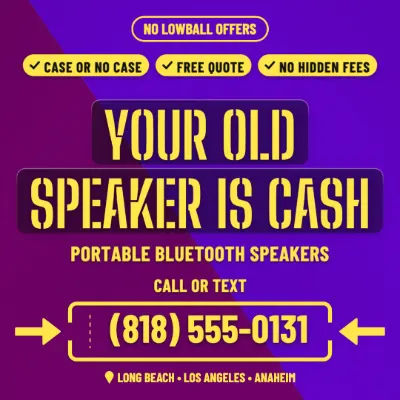 NO LOWBALL OFFERS
✓ CASE OR NO CASE ✓ FREE QUOTE ✓ NO HIDDEN FEES
YOUR OLD
SPEAKER IS CASH
PORTABLE BLUETOOTH SPEAKERS
CALL OR TEXT
(818) 555-0131
LONG BEACH • LOS ANGELES • ANAHEIM